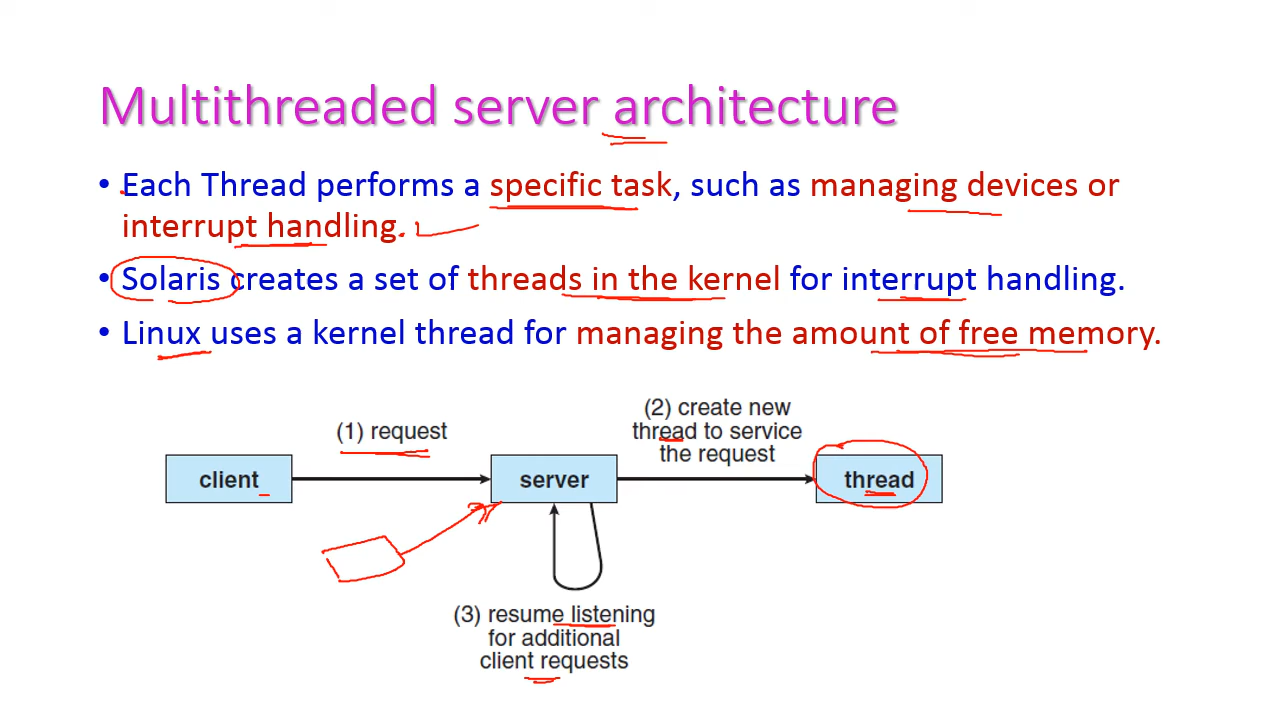 Multithreaded server architecture
• Each Thread performs a specific task, such as managing devices or
interrupt handling.
• Solaris creates a set of threads in the kernel for interrupt handling.
• Linux uses a kernel thread for managing the amount of free memory.
(1) request
(2) create new
thread to service
the request
client
server
thread
(3) resume listening
for additional
client requests